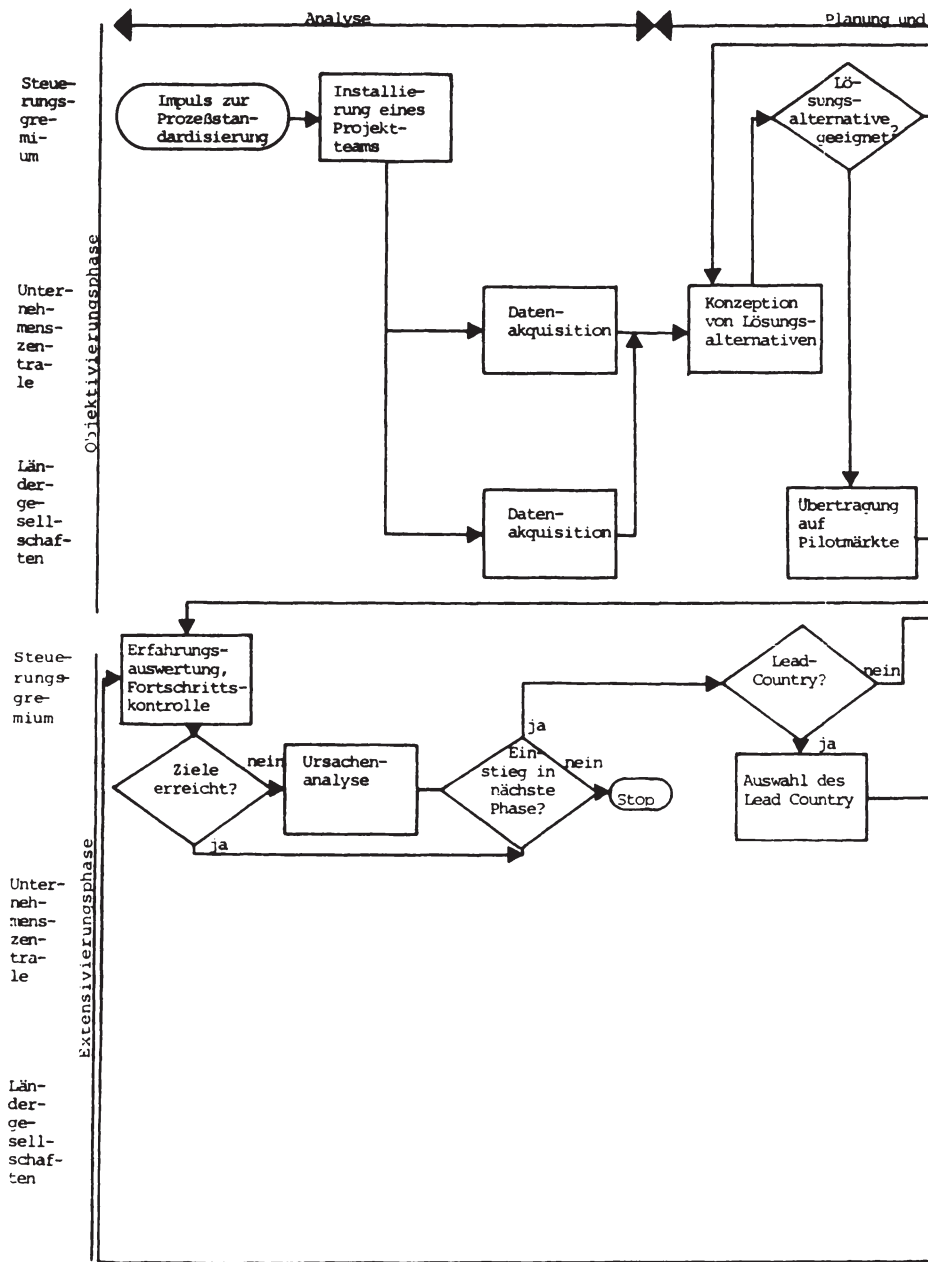 Analyse
Planung und
Steue-
rungs-
gre-
mi-
um
Impuls zur
Prozeßstan-
dardisierung
Installie-
rung eines
Projekt-
teams
Lö-
sungs-
alternative
geeignet?
Objektivierungsphase
Unter-
neh-
mens-
zen-
tra-
le
Daten-
akquisition
Konzeption
von Lösungs-
alternativen
Län-
der-
ge-
sell-
schaf-
ten
Daten-
akquisition
Übertragung
auf
Pilotmärkte
Steue-
rungs-
gre-
mium
Erfahrungs-
auswertung,
Fortschritts-
kontrolle
Lead-
Country?
nein
ja
Ziele
erreicht?
nein
ja
Ursachen-
analyse
Ein-
stieg in
nächste
Phase?
ja
nein
Stop
Auswahl des
Lead Country
Extensivierungsphase
Unter-
neh-
mens-
zen-
tra-
le
Län-
der-
ge-
sell-
schaf-
ten